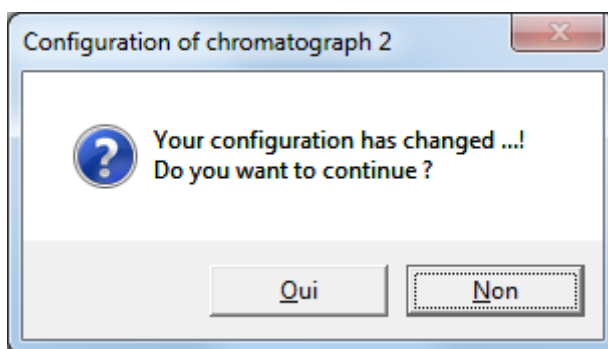 Configuration of chromatograph 2
Your configuration has changed ...!
Do you want to continue ?
Oui
Non